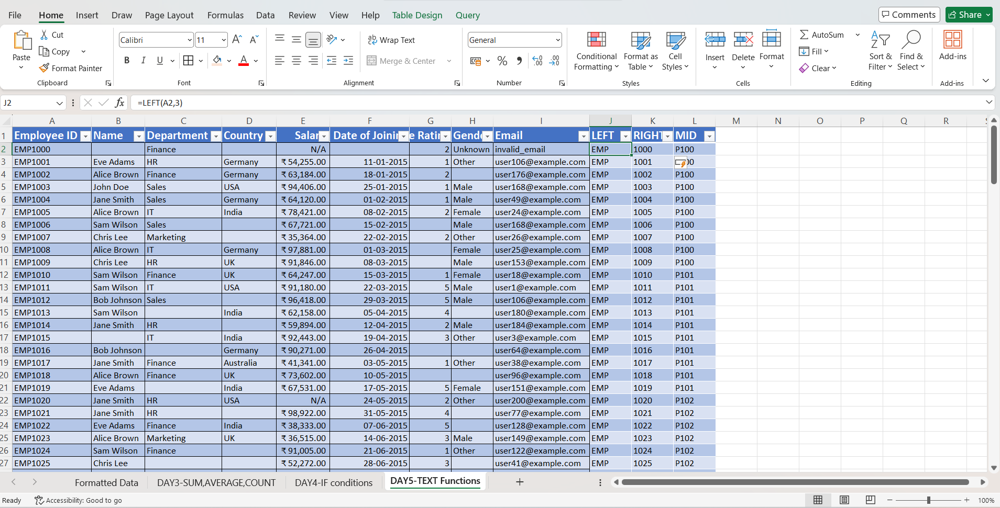 File Home Insert Draw Page Layout Formulas Data Review View Help Table Design Query Comments Share
Paste Cut Copy Format Painter Clipboard
Calibri 11 B I U A Font
Wrap Text Merge & Center Alignment
General % Number
Conditional Formatting Format as Table Cell Styles Styles
Insert Delete Format Cells
AutoSum Fill Clear Sort & Filter Find & Select Editing
Add-ins Add-ins
J2 fx =LEFT(A2,3)
A B C D E F G H I J K L M N O P Q R
1 Employee ID Name Department Country Salar Date of Joinin e Ratin Gende Email LEFT RIGHT MID
2 EMP1000 Finance N/A 2 Unknown invalid_email EMP 1000 P100
3 EMP1001 Eve Adams HR Germany ₹ 54,255.00 11-01-2015 1 Other user106@example.com EMP 1001 00
4 EMP1002 Alice Brown Finance Germany ₹ 63,184.00 18-01-2015 2 user176@example.com EMP 1002 P100
5 EMP1003 John Doe Sales USA ₹ 94,406.00 25-01-2015 1 Male user168@example.com EMP 1003 P100
6 EMP1004 Jane Smith Sales Germany ₹ 64,120.00 01-02-2015 1 Male user49@example.com EMP 1004 P100
7 EMP1005 Alice Brown IT India ₹ 78,421.00 08-02-2015 2 Female user24@example.com EMP 1005 P100
8 EMP1006 Sam Wilson Sales ₹ 67,721.00 15-02-2015 Male user168@example.com EMP 1006 P100
9 EMP1007 Chris Lee Marketing ₹ 35,364.00 22-02-2015 2 Other user26@example.com EMP 1007 P100
10 EMP1008 Alice Brown IT Germany ₹ 97,881.00 01-03-2015 Female user25@example.com EMP 1008 P100
11 EMP1009 Chris Lee HR UK ₹ 91,846.00 08-03-2015 Male user153@example.com EMP 1009 P100
12 EMP1010 Sam Wilson Finance UK ₹ 64,247.00 15-03-2015 1 Female user18@example.com EMP 1010 P101
13 EMP1011 Sam Wilson IT USA ₹ 91,180.00 22-03-2015 5 Male user1@example.com EMP 1011 P101
14 EMP1012 Bob Johnson Sales ₹ 96,418.00 29-03-2015 5 Male user106@example.com EMP 1012 P101
15 EMP1013 Sam Wilson India ₹ 62,158.00 05-04-2015 4 user180@example.com EMP 1013 P101
16 EMP1014 Jane Smith HR ₹ 59,894.00 12-04-2015 2 Male user184@example.com EMP 1014 P101
17 EMP1015 IT India ₹ 92,443.00 19-04-2015 3 Other user3@example.com EMP 1015 P101
18 EMP1016 Bob Johnson Germany ₹ 90,271.00 26-04-2015 user64@example.com EMP 1016 P101
19 EMP1017 Jane Smith Finance Australia ₹ 41,341.00 03-05-2015 1 Other user38@example.com EMP 1017 P101
20 EMP1018 Alice Brown Finance UK ₹ 73,602.00 10-05-2015 user96@example.com EMP 1018 P101
21 EMP1019 Eve Adams India ₹ 67,531.00 17-05-2015 5 Female user151@example.com EMP 1019 P101
22 EMP1020 Jane Smith HR USA N/A 24-05-2015 2 Other user200@example.com EMP 1020 P102
23 EMP1021 Jane Smith HR ₹ 98,922.00 31-05-2015 4 user77@example.com EMP 1021 P102
24 EMP1022 Eve Adams Finance India ₹ 38,333.00 07-06-2015 5 user128@example.com EMP 1022 P102
25 EMP1023 Alice Brown Marketing UK ₹ 36,515.00 14-06-2015 3 Male user149@example.com EMP 1023 P102
26 EMP1024 Sam Wilson Finance ₹ 91,005.00 21-06-2015 1 Other user122@example.com EMP 1024 P102
27 EMP1025 Chris Lee ₹ 52,272.00 28-06-2015 3 user41@example.com EMP 1025 P102
Formatted Data DAY3-SUM,AVERAGE,COUNT DAY4-IF conditions DAY5-TEXT Functions
Ready Accessibility: Good to go 100%